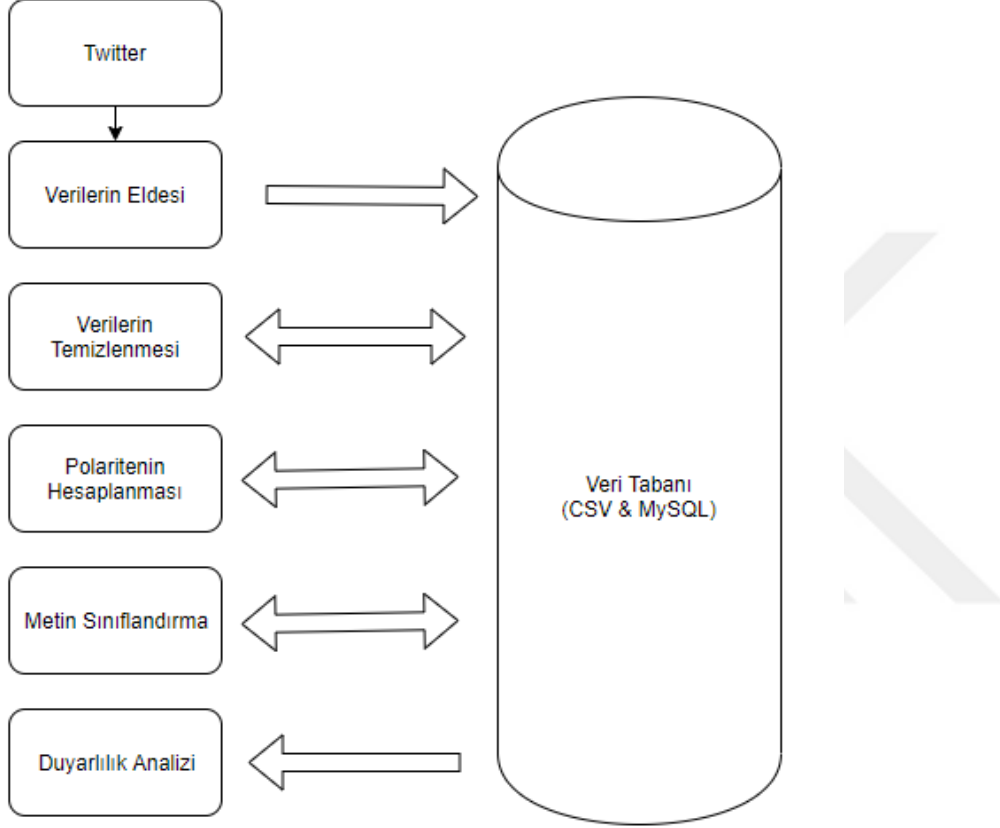 Twitter
Verilerin Eldesi
Verilerin
Temizlenmesi
Polaritenin
Hesaplanması
Metin Sınıflandırma
Duyarlılık Analizi
Veri Tabanı
(CSV & MySQL)